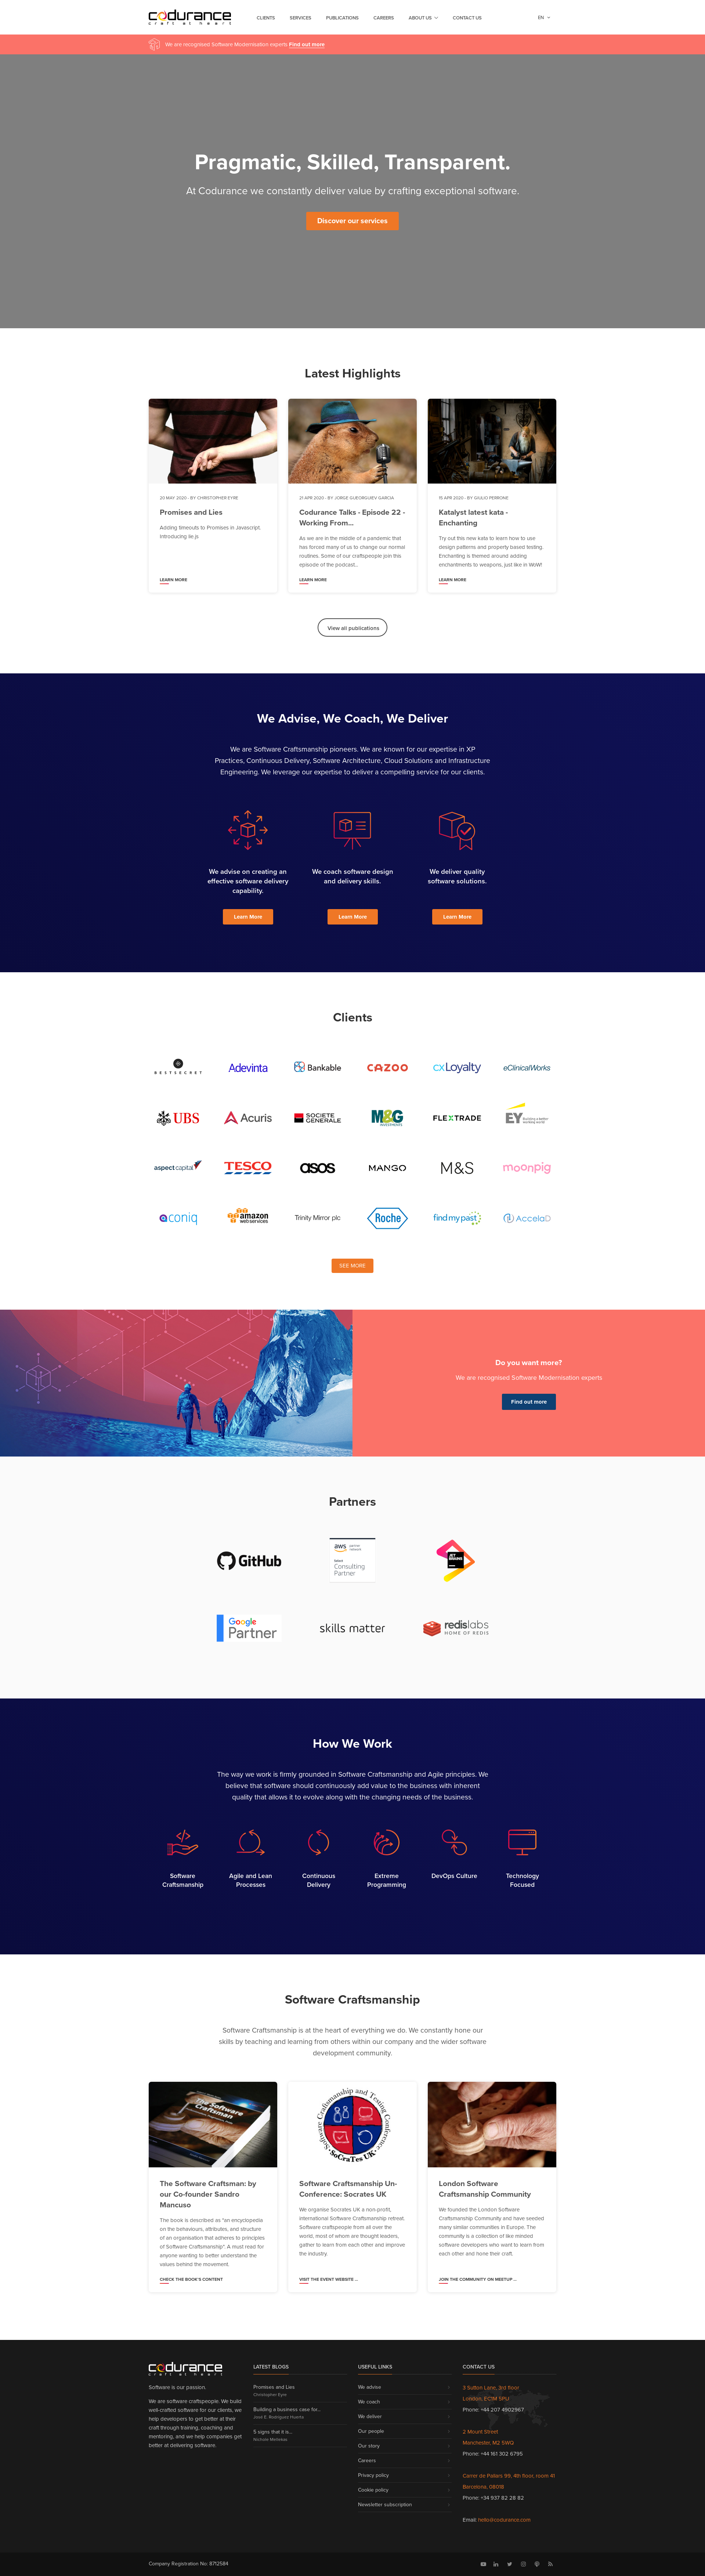 codurance
craft at heart
CLIENTS
SERVICES
PUBLICATIONS
CAREERS
ABOUT US
CONTACT US
EN
We are recognised Software Modernisation experts Find out more
Pragmatic, Skilled, Transparent.
At Codurance we constantly deliver value by crafting exceptional software.
Discover our services
Latest Highlights
20 MAY 2020 - BY CHRISTOPHER EYRE
Promises and Lies
Adding timeouts to Promises in Javascript.
Introducing lie.js
LEARN MORE
21 APR 2020 - BY JORGE GUEORGUIEV GARCIA
Codurance Talks - Episode 22 -
Working From...
As we are in the middle of a pandemic that
has forced many of us to change our normal
routines. Some of our craftspeople join this
episode of the podcast...
LEARN MORE
15 APR 2020 - BY GIULIO PERRONE
Katalyst latest kata -
Enchanting
Try out this new kata to learn how to use
design patterns and property based testing.
Enchanting is themed around adding
enchantments to weapons, just like in WoW!
LEARN MORE
View all publications
We Advise, We Coach, We Deliver
We are Software Craftsmanship pioneers. We are known for our expertise in XP
Practices, Continuous Delivery, Software Architecture, Cloud Solutions and Infrastructure
Engineering. We leverage our expertise to deliver a compelling service for our clients.
We advise on creating an
effective software delivery
capability.
Learn More
We coach software design
and delivery skills.
Learn More
We deliver quality
software solutions.
Learn More
Clients
BESTSECRET
Adevinta
Bankable
CAZOO
cxLoyalty
eClinicalWorks
UBS
Acuris
SOCIETE
GENERALE
M&G
INVESTMENTS
FLEXTRADE
EY
Building a better
working world
aspect capital
TESCO
asos
MANGO
M&S
moonpig
aconiq
amazon
webservices
Trinity Mirror plc
Roche
findmypast
AccelaD
SEE MORE
Do you want more?
We are recognised Software Modernisation experts
Find out more
Partners
GitHub
aws partner
network
Select
Consulting
Partner
JET
BRAINS
Google
Partner
skills matter
redislabs
HOME OF REDIS
How We Work
The way we work is firmly grounded in Software Craftsmanship and Agile principles. We
believe that software should continuously add value to the business with inherent
quality that allows it to evolve along with the changing needs of the business.
Software
Craftsmanship
Agile and Lean
Processes
Continuous
Delivery
Extreme
Programming
DevOps Culture
Technology
Focused
Software Craftsmanship
Software Craftsmanship is at the heart of everything we do. We constantly hone our
skills by teaching and learning from others within our company and the wider software
development community.
The Software Craftsman: by
our Co-founder Sandro
Mancuso
The book is described as "an encyclopedia
on the behaviours, attributes, and structure
of an organisation that adheres to principles
of Software Craftsmanship". A must read for
anyone wanting to better understand the
values behind the movement.
CHECK THE BOOK'S CONTENT
Software Craftsmanship and Testing Conference
SoCraTes UK
Software Craftsmanship Un-
Conference: Socrates UK
We organise Socrates UK a non-profit,
international Software Craftsmanship retreat.
Software craftspeople from all over the
world, most of whom are thought leaders,
gather to learn from each other and improve
the industry.
VISIT THE EVENT WEBSITE ...
London Software
Craftsmanship Community
We founded the London Software
Craftsmanship Community and have seeded
many similar communities in Europe. The
community is a collection of like minded
software developers who want to learn from
each other and hone their craft.
JOIN THE COMMUNITY ON MEETUP ...
codurance
craft at heart
Software is our passion.
We are software craftspeople. We build
well-crafted software for our clients, we
help developers to get better at their
craft through training, coaching and
mentoring, and we help companies get
better at delivering software.
LATEST BLOGS
Promises and Lies
Christopher Eyre
Building a business case for...
José E. Rodríguez Huerta
5 signs that it is...
Nicholn Mellows
USEFUL LINKS
We advise
We coach
We deliver
Our people
Our story
Careers
Privacy policy
Cookie policy
Newsletter subscription
CONTACT US
3 Sutton Lane, 3rd floor
London, EC1M 5PU
Phone: +44 207 4902967
2 Mount Street
Manchester, M2 5WQ
Phone: +44 161 302 6795
Carrer de Pallars 99, 4th floor, room 41
Barcelona, 08018
Phone: +34 937 82 28 82
Email: hello@codurance.com
Company Registration No: 8712584